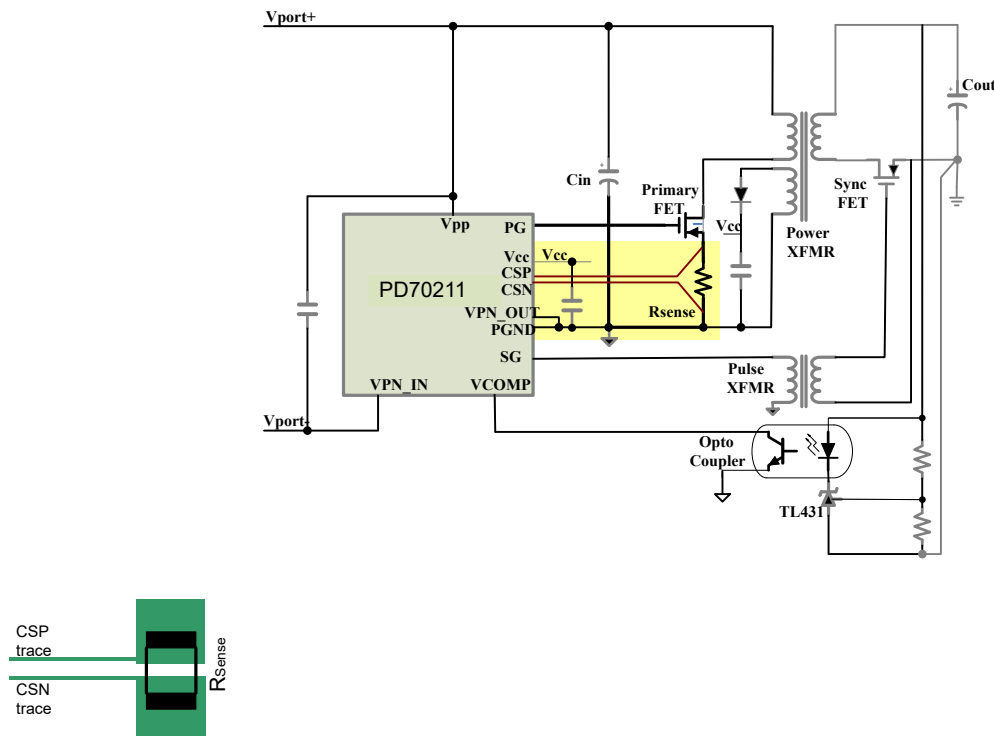 Vport+
Cout
Cin
Primary
FET
Sync
FET
Vpp
PG
Vcc
Power
XFMR
Vcc
Vcc
CSP
CSN
PD70211
VPN_OUT
Rsense
PGND
SG
Pulse
XFMR
VPN_IN
VCOMP
Vport-
Opto
Coupler
TL431
CSP
trace
CSN
trace
RSense